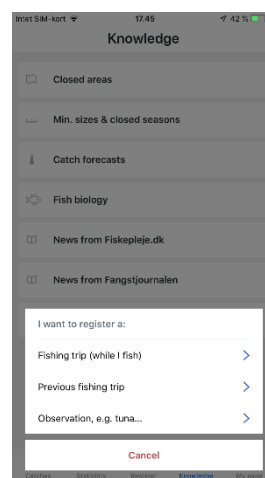 Intet SIM-kort 17.45 42 %
Knowledge
Closed areas
Min. sizes & closed seasons
Catch forecasts
Fish biology
News from Fiskepleje.dk
News from Fangstjournalen
I want to register a:
Fishing trip (while I fish)
Previous fishing trip
Observation, e.g. tuna...
Cancel
Catches Statistics Register Knowledge My page